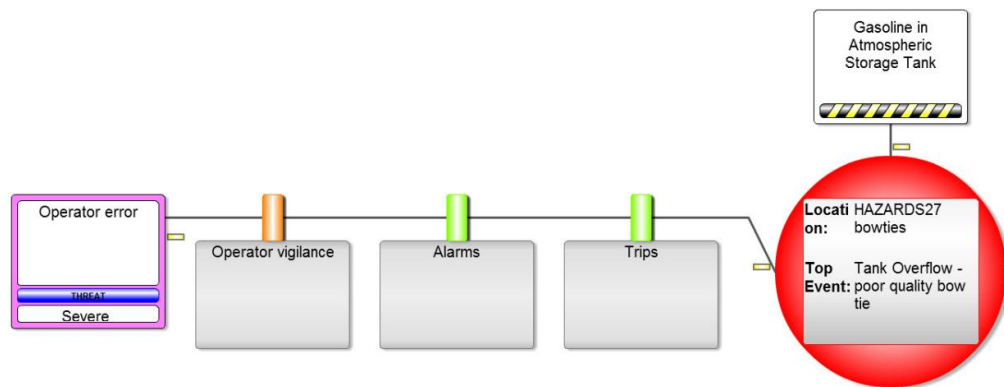 Gasoline in
Atmospheric
Storage Tank
Operator error
THREAT
Severe
Operator vigilance
Alarms
Trips
Locati HAZARDS27
on: bowties
Top Tank Overflow -
Event: poor quality bow
tie